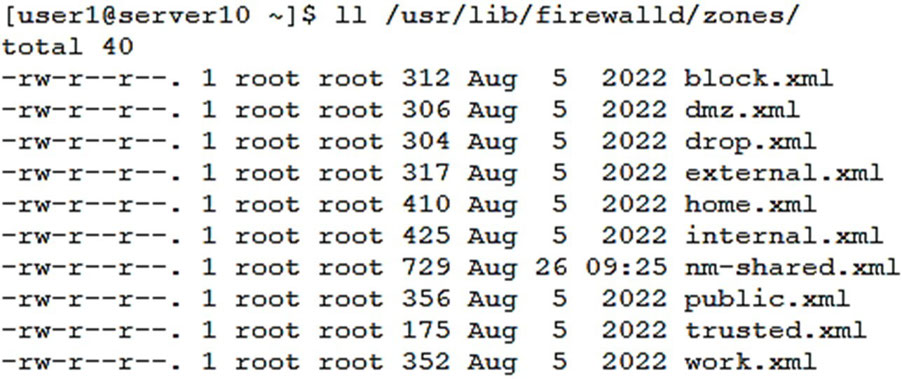 [user1@server10 ~]$ ll /usr/lib/firewalld/zones/
total 40
-rw-r--r--. 1 root root 312 Aug  5  2022 block.xml
-rw-r--r--. 1 root root 306 Aug  5  2022 dmz.xml
-rw-r--r--. 1 root root 304 Aug  5  2022 drop.xml
-rw-r--r--. 1 root root 317 Aug  5  2022 external.xml
-rw-r--r--. 1 root root 410 Aug  5  2022 home.xml
-rw-r--r--. 1 root root 425 Aug  5  2022 internal.xml
-rw-r--r--. 1 root root 729 Aug 26 09:25 nm-shared.xml
-rw-r--r--. 1 root root 356 Aug  5  2022 public.xml
-rw-r--r--. 1 root root 175 Aug  5  2022 trusted.xml
-rw-r--r--. 1 root root 352 Aug  5  2022 work.xml